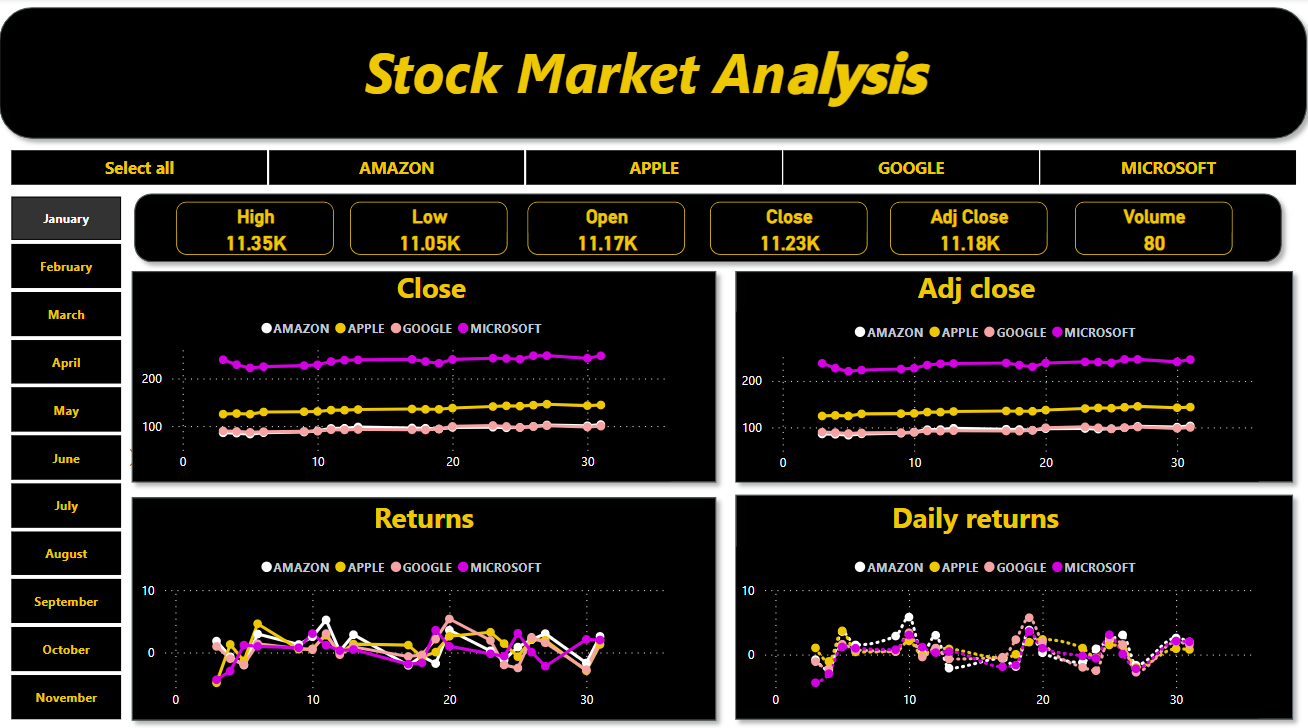 Stock Market Analysis
Select all
AMAZON
APPLE
GOOGLE
MICROSOFT
January
February
March
April
May
June
July
August
September
October
November
High
11.35K
Low
11.05K
Open
11.17K
Close
11.23K
Adj Close
11.18K
Volume
80
Close
AMAZON APPLE GOOGLE MICROSOFT
200
100
0 10 20 30
Adj close
AMAZON APPLE GOOGLE MICROSOFT
200
100
0 10 20 30
Returns
AMAZON APPLE GOOGLE MICROSOFT
10
0
0 10 20 30
Daily returns
AMAZON APPLE GOOGLE MICROSOFT
10
0
0 10 20 30